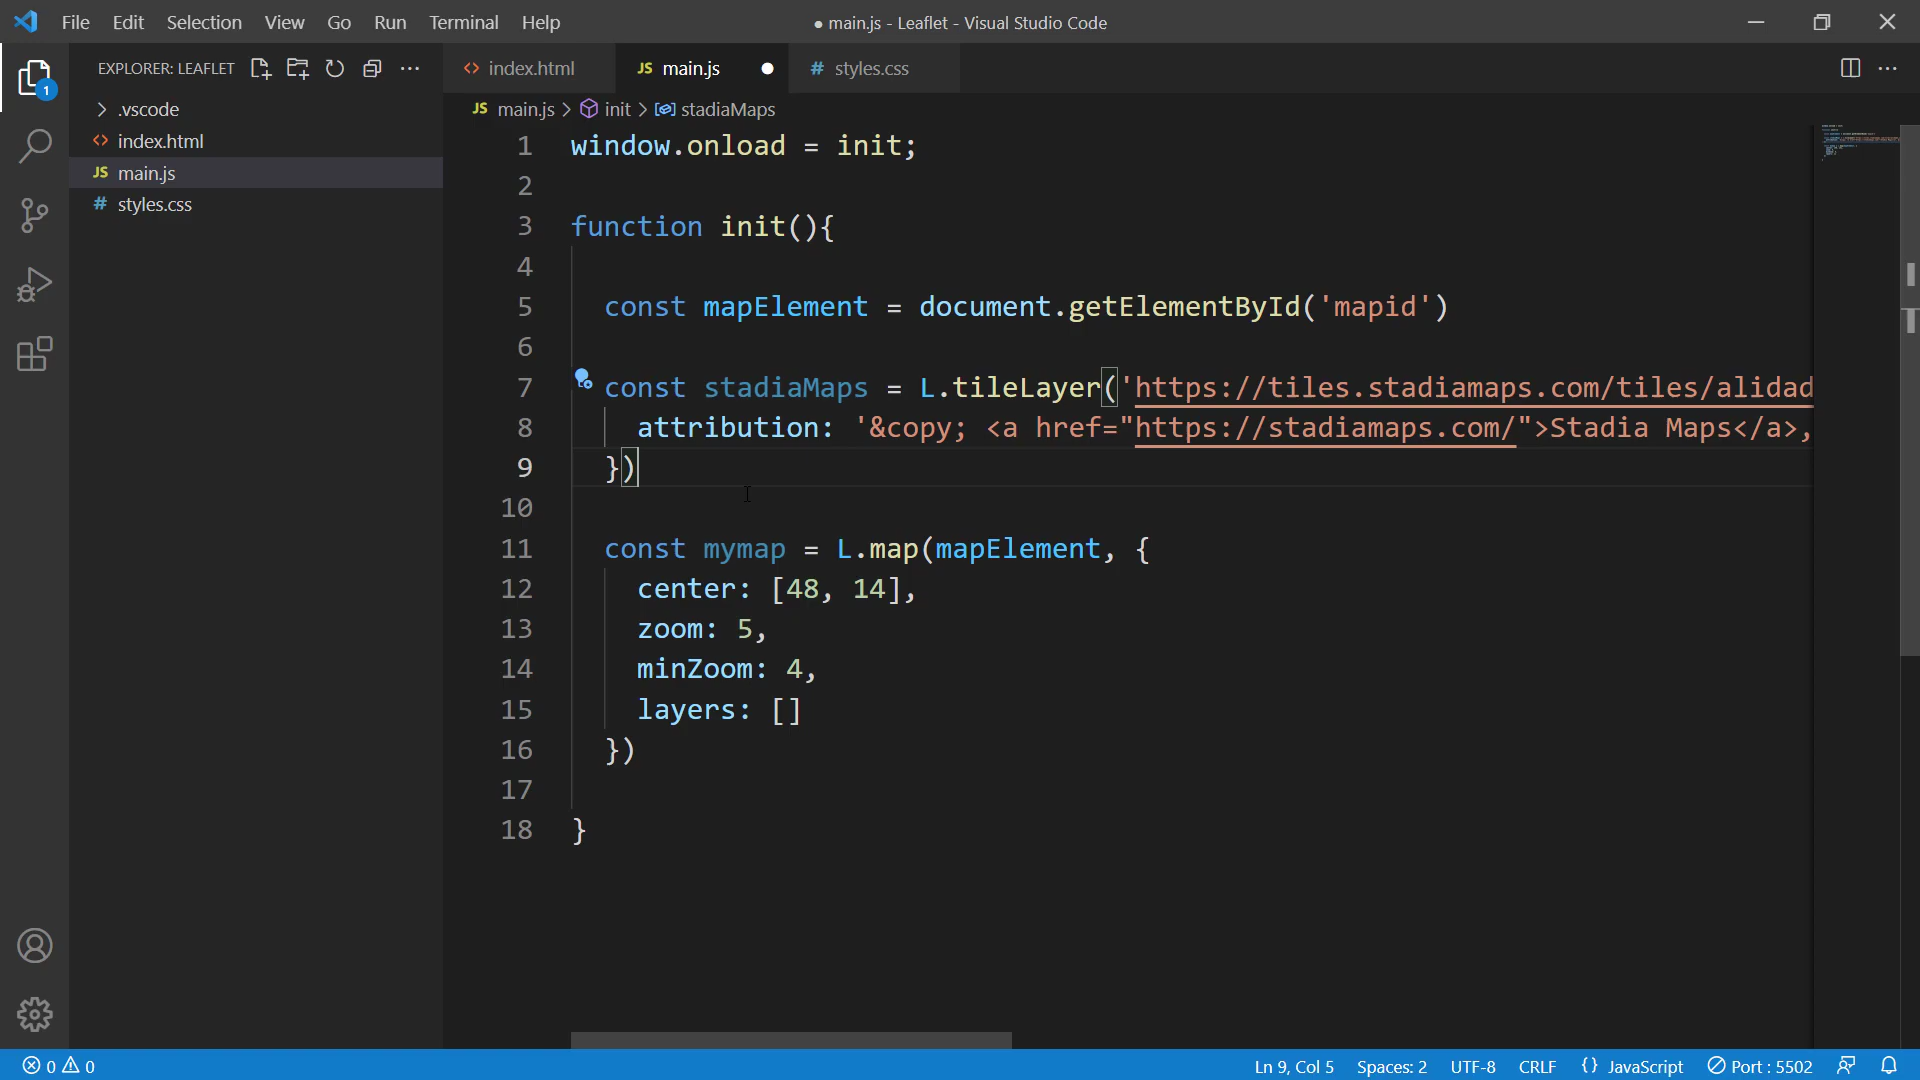 File Edit Selection View Go Run Terminal Help
● main.js - Leaflet - Visual Studio Code
EXPLORER: LEAFLET
1
.vscode
index.html
main.js
styles.css
index.html
JS main.js
# styles.css
JS main.js > init > stadiaMaps
1 window.onload = init;
2
3 function init(){
4
5 const mapElement = document.getElementById('mapid')
6
7 const stadiaMaps = L.tileLayer('https://tiles.stadiamaps.com/tiles/alidad
8 attribution: '&copy; <a href="https://stadiamaps.com/">Stadia Maps</a>,
9 })
10
11 const mymap = L.map(mapElement, {
12 center: [48, 14],
13 zoom: 5,
14 minZoom: 4,
15 layers: []
16 })
17
18 }
0 0
Ln 9, Col 5 Spaces: 2 UTF-8 CRLF {} JavaScript Port : 5502